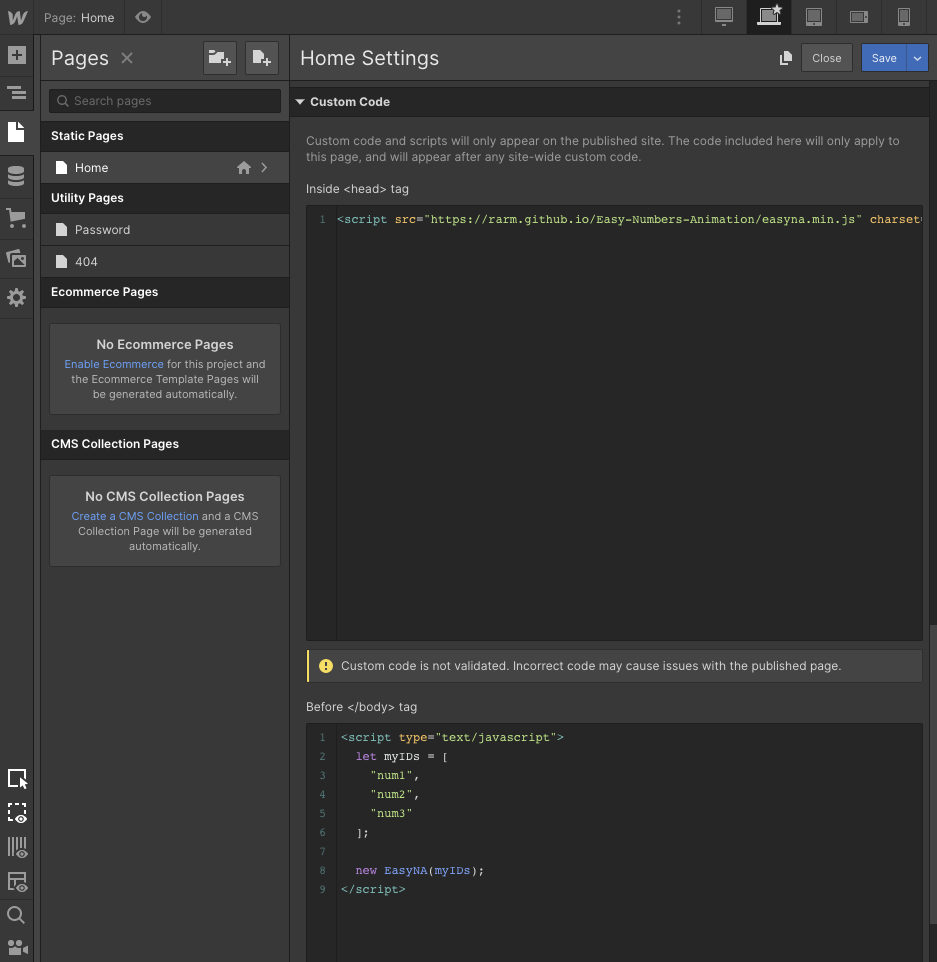 Page: Home
Pages
Home Settings
Close
Save
Search pages
Static Pages
Home
Utility Pages
Password
404
Ecommerce Pages
No Ecommerce Pages
Enable Ecommerce for this project and
the Ecommerce Template Pages will
be generated automatically.
CMS Collection Pages
No CMS Collection Pages
Create a CMS Collection and a CMS
Collection Page will be generated
automatically.
Custom Code
Custom code and scripts will only appear on the published site. The code included here will only apply to
this page, and will appear after any site-wide custom code.
Inside <head> tag
1 <script src="https://rarm.github.io/Easy-Numbers-Animation/easyna.min.js" charset
Custom code is not validated. Incorrect code may cause issues with the published page.
Before </body> tag
1 <script type="text/javascript">
2 let myIDs = [
3 "num1",
4 "num2",
5 "num3"
6 ];
7
8 new EasyNA(myIDs);
9 </script>